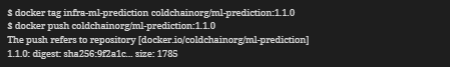 $ docker tag infra-ml-prediction coldchainorg/ml-prediction:1.1.0
$ docker push coldchainorg/ml-prediction:1.1.0
The push refers to repository [docker.io/coldchainorg/ml-prediction]
1.1.0: digest: sha256:9f2a1c... size: 1785